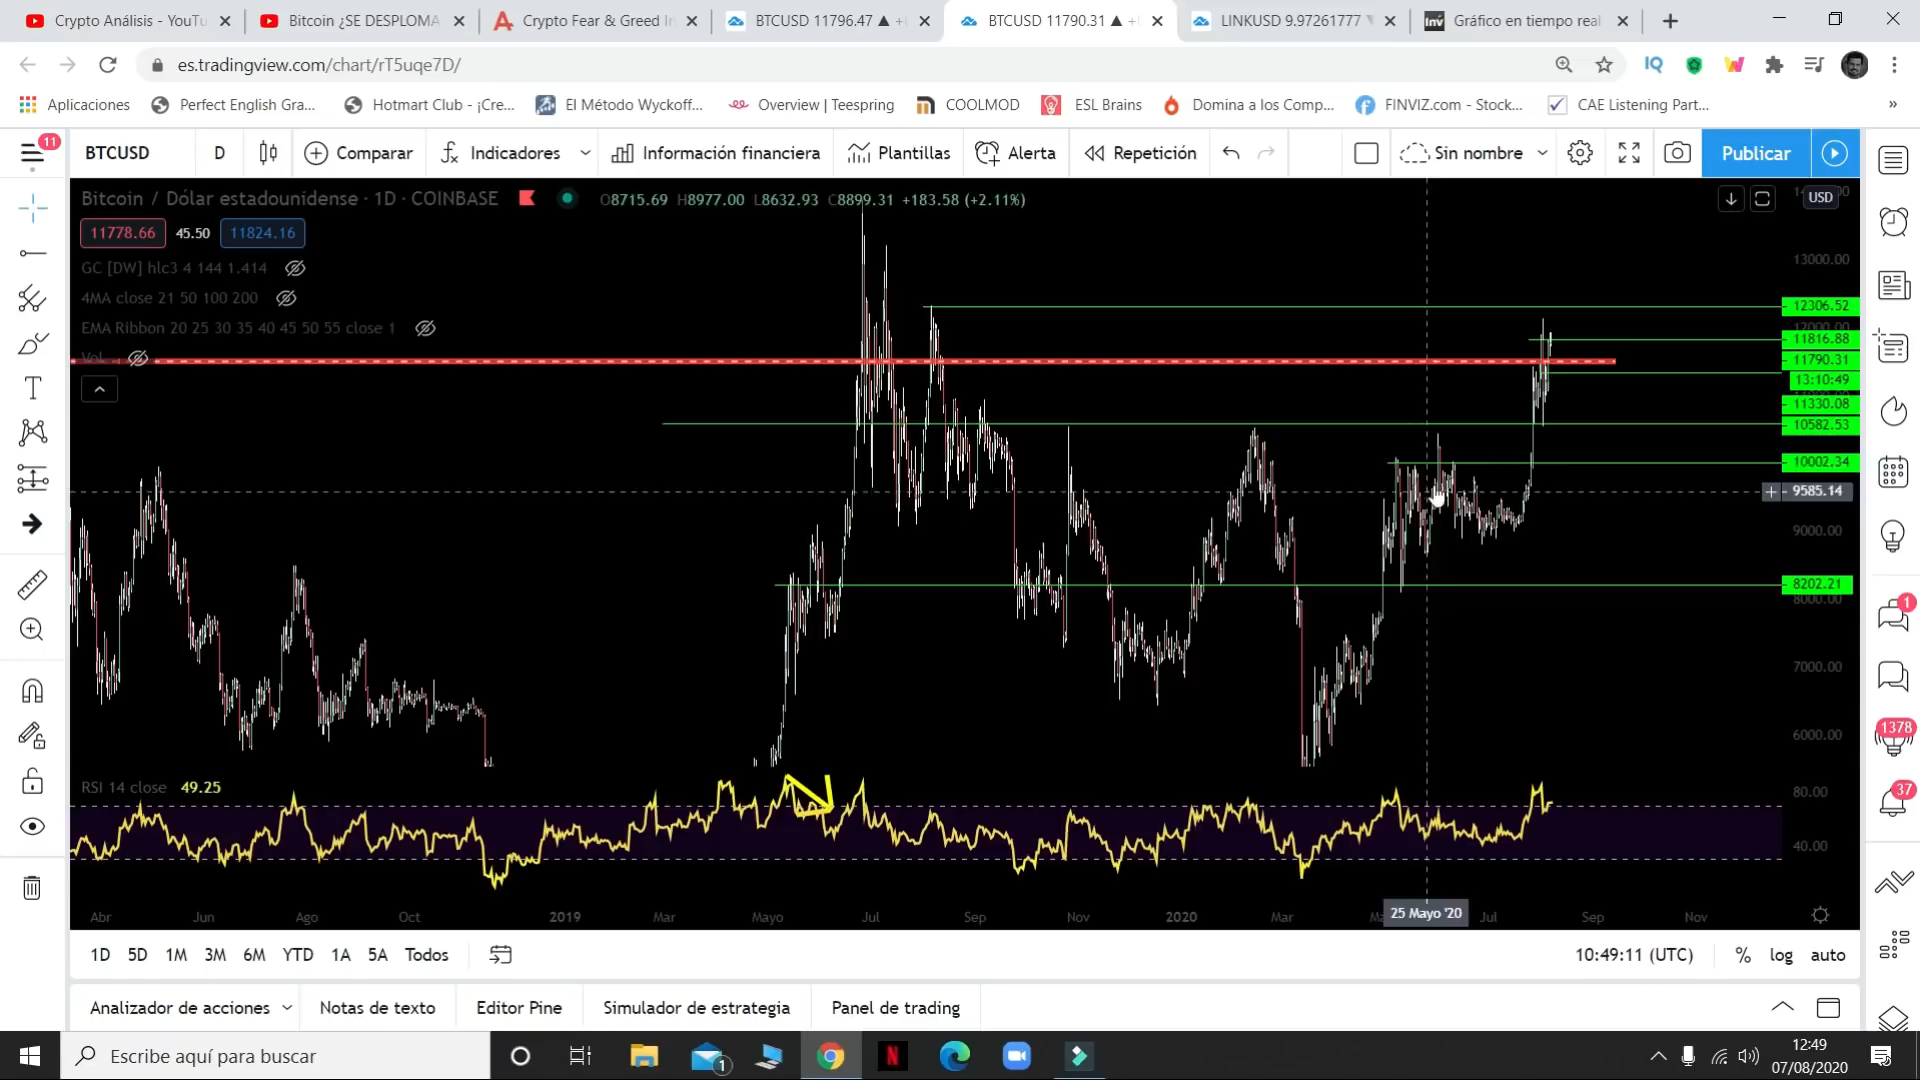 Crypto Análisis - YouTu
Bitcoin ¿SE DESPLOMA
Crypto Fear & Greed In
BTCUSD 11796.47 ▲ +
BTCUSD 11790.31 ▲ +
LINKUSD 9.97261777
Gráfico en tiempo real
es.tradingview.com/chart/rT5uqe7D/
Aplicaciones
Perfect English Gra...
Hotmart Club - ¡Cre...
El Método Wyckoff...
Overview | Teespring
COOLMOD
ESL Brains
Domina a los Comp...
FINVIZ.com - Stock...
CAE Listening Part...
11
BTCUSD
D
Comparar
Indicadores
Información financiera
Plantillas
Alerta
Repetición
Sin nombre
Publicar
Bitcoin / Dólar estadounidense · 1D · COINBASE
O8715.69 H8977.00 L8632.93 C8899.31 +183.58 (+2.11%)
USD
11778.66
45.50
11824.16
GC [DW] hlc3 4 144 1.414
4MA close 21 50 100 200
EMA Ribbon 20 25 30 35 40 45 50 55 close 1
Vol
13000.00
12306.52
12000.00
11816.88
11790.31
13:10:49
11330.08
10582.53
10002.34
9585.14
9000.00
8202.21
8000.00
7000.00
6000.00
RSI 14 close 49.25
80.00
40.00
Abr
Jun
Ago
Oct
2019
Mar
Mayo
Jul
Sep
Nov
2020
Mar
25 Mayo '20
Jul
Sep
Nov
1
1378
37
1D
5D
1M
3M
6M
YTD
1A
5A
Todos
10:49:11 (UTC)
%
log
auto
Analizador de acciones
Notas de texto
Editor Pine
Simulador de estrategia
Panel de trading
Escribe aquí para buscar
1
12:49
07/08/2020